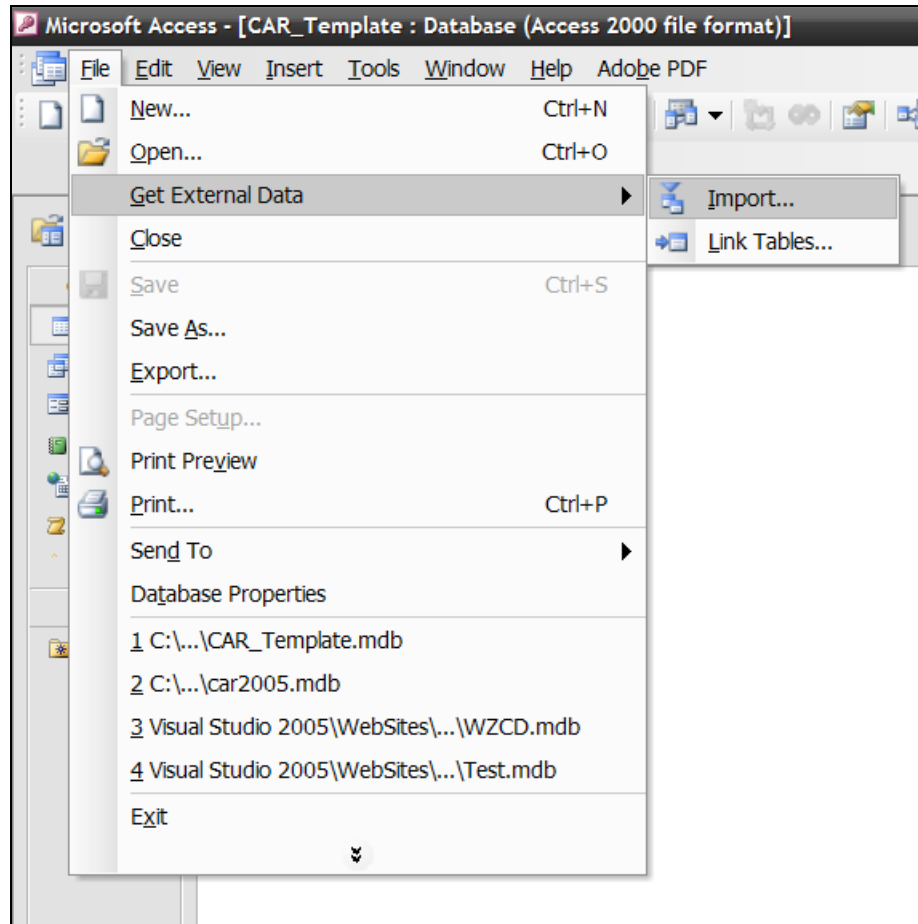 Microsoft Access - [CAR_Template : Database (Access 2000 file format)]
File Edit View Insert Tools Window Help Adobe PDF
New... Ctrl+N
Open... Ctrl+O
Get External Data
Import...
Link Tables...
Close
Save Ctrl+S
Save As...
Export...
Page Setup...
Print Preview
Print... Ctrl+P
Send To
Database Properties
1 C:\...\CAR_Template.mdb
2 C:\...\car2005.mdb
3 Visual Studio 2005\WebSites\...\WZCD.mdb
4 Visual Studio 2005\WebSites\...\Test.mdb
Exit